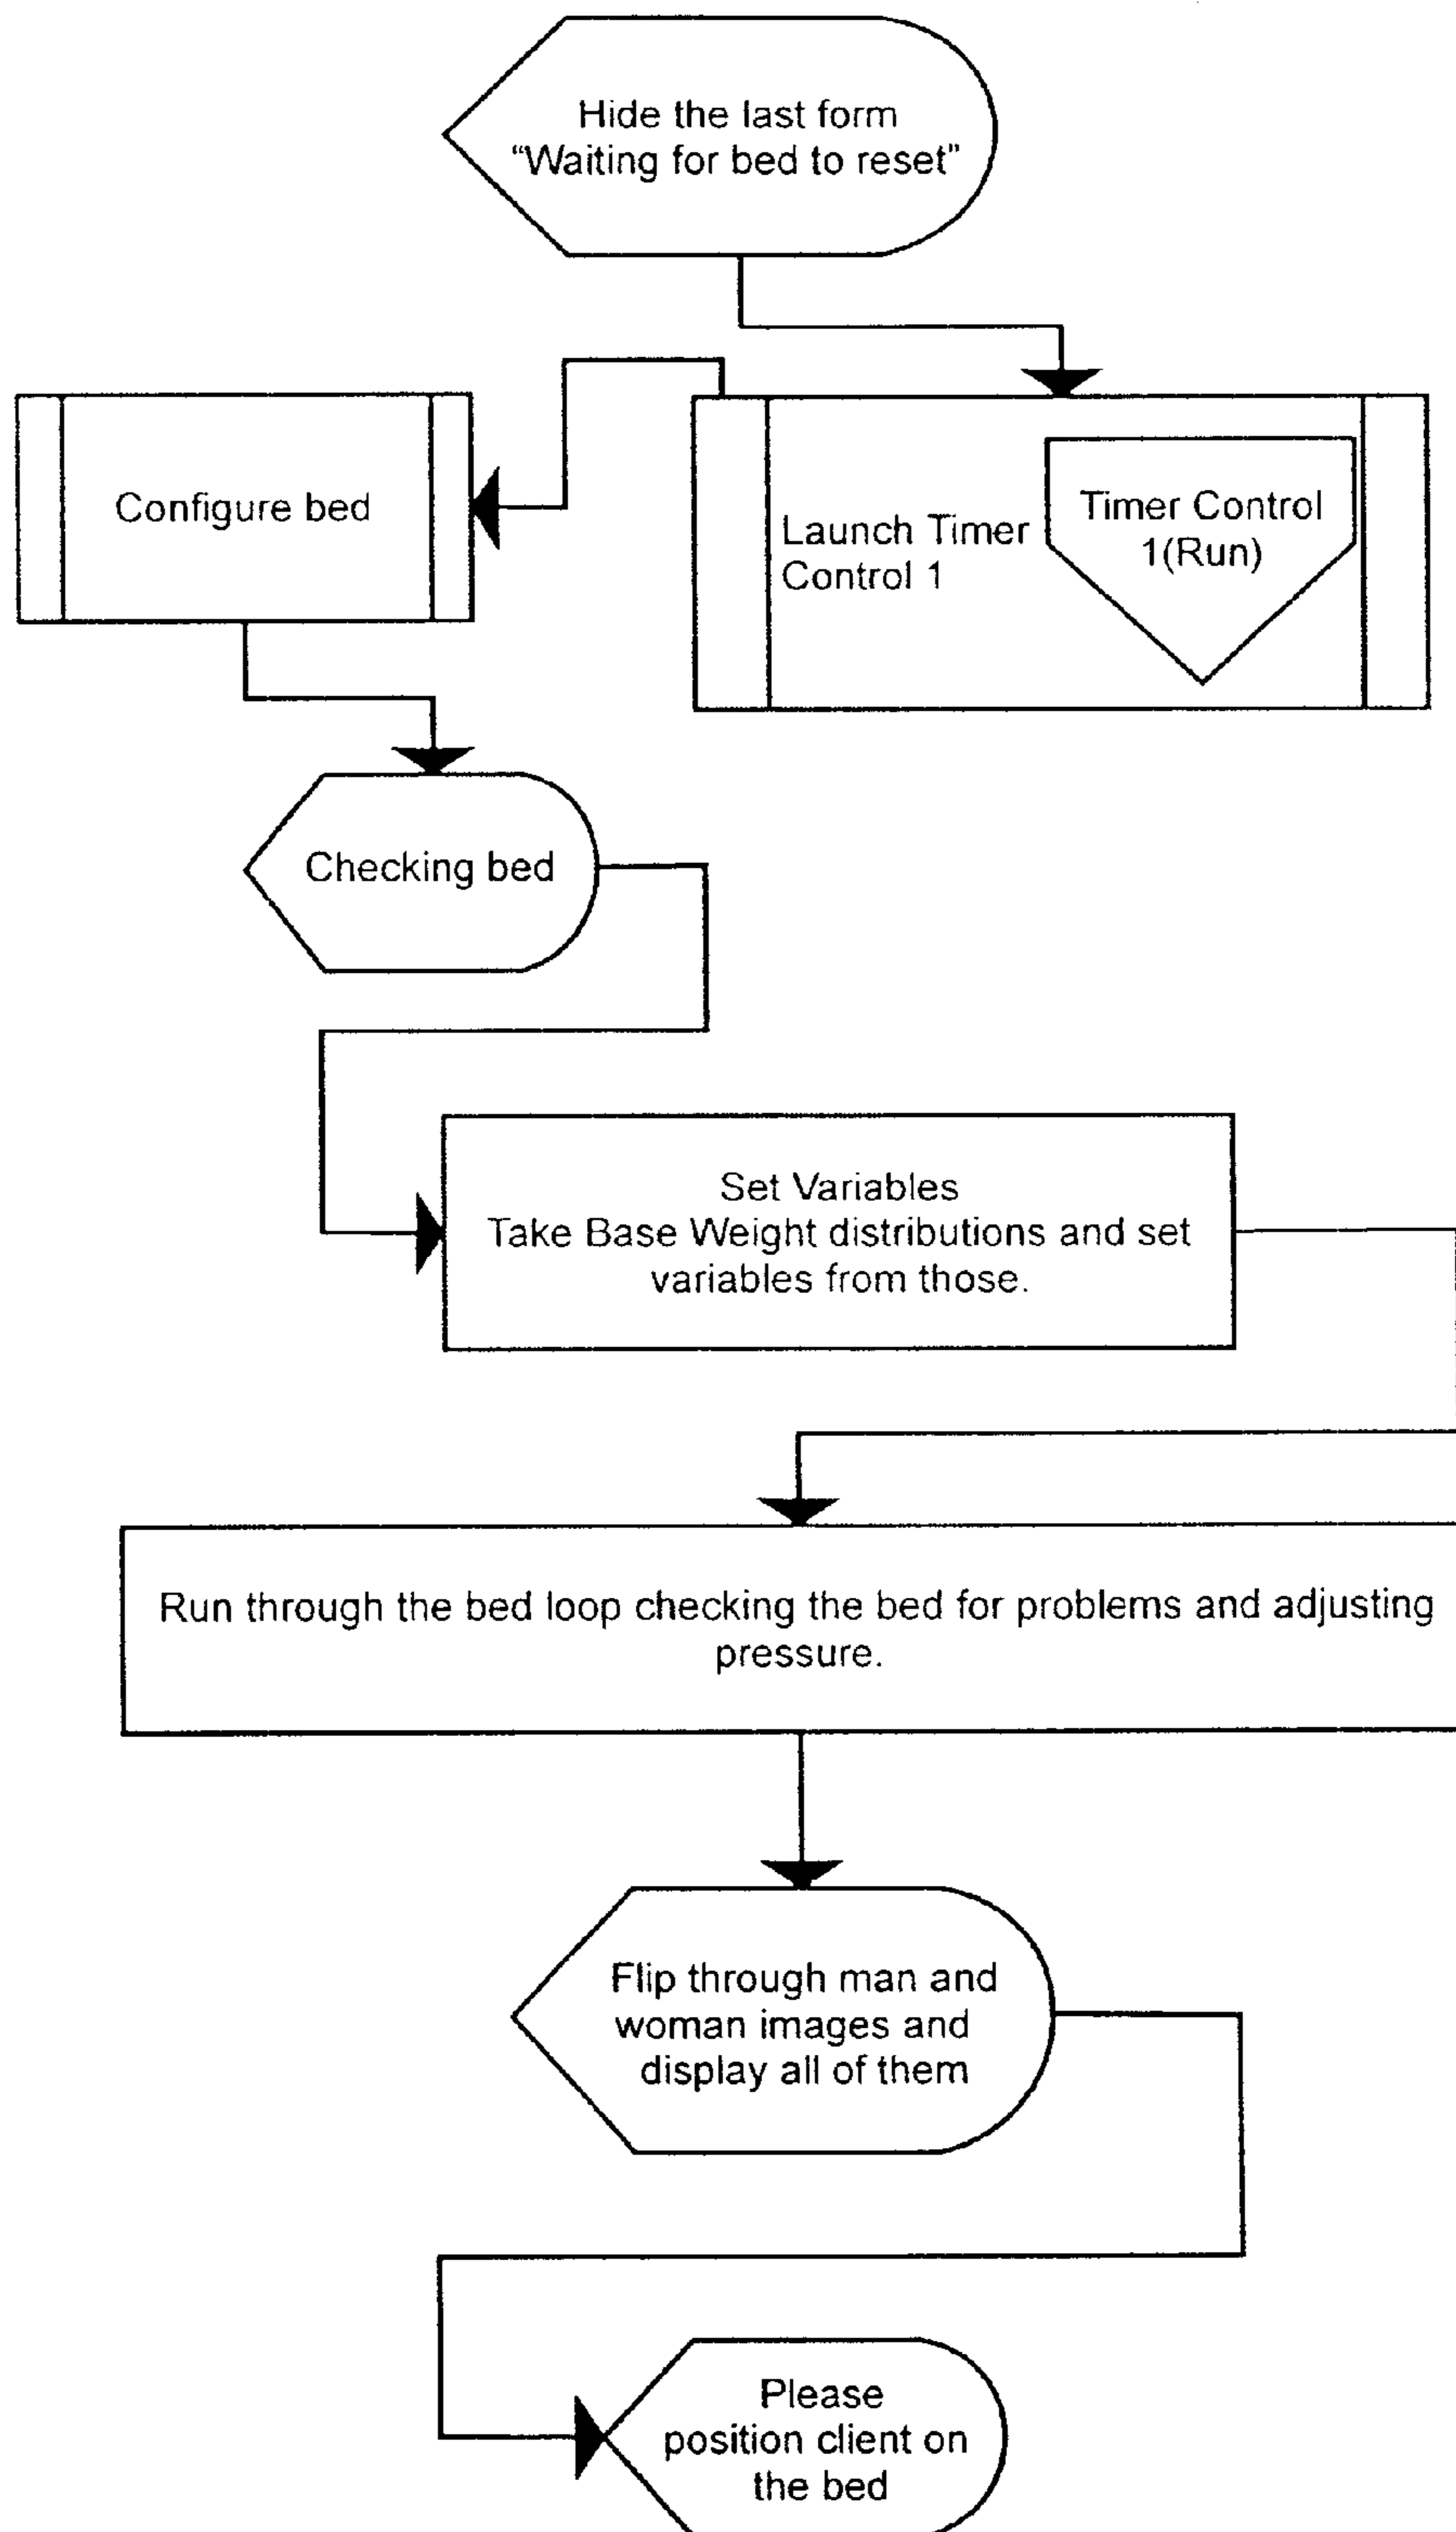 Hide the last form
“Waiting for bed to reset”
Configure bed
Launch Timer
Control 1
Timer Control
1(Run)
Checking bed
Set Variables
Take Base Weight distributions and set
variables from those.
Run through the bed loop checking the bed for problems and adjusting
pressure.
Flip through man and
woman images and
display all of them
Please
position client on
the bed